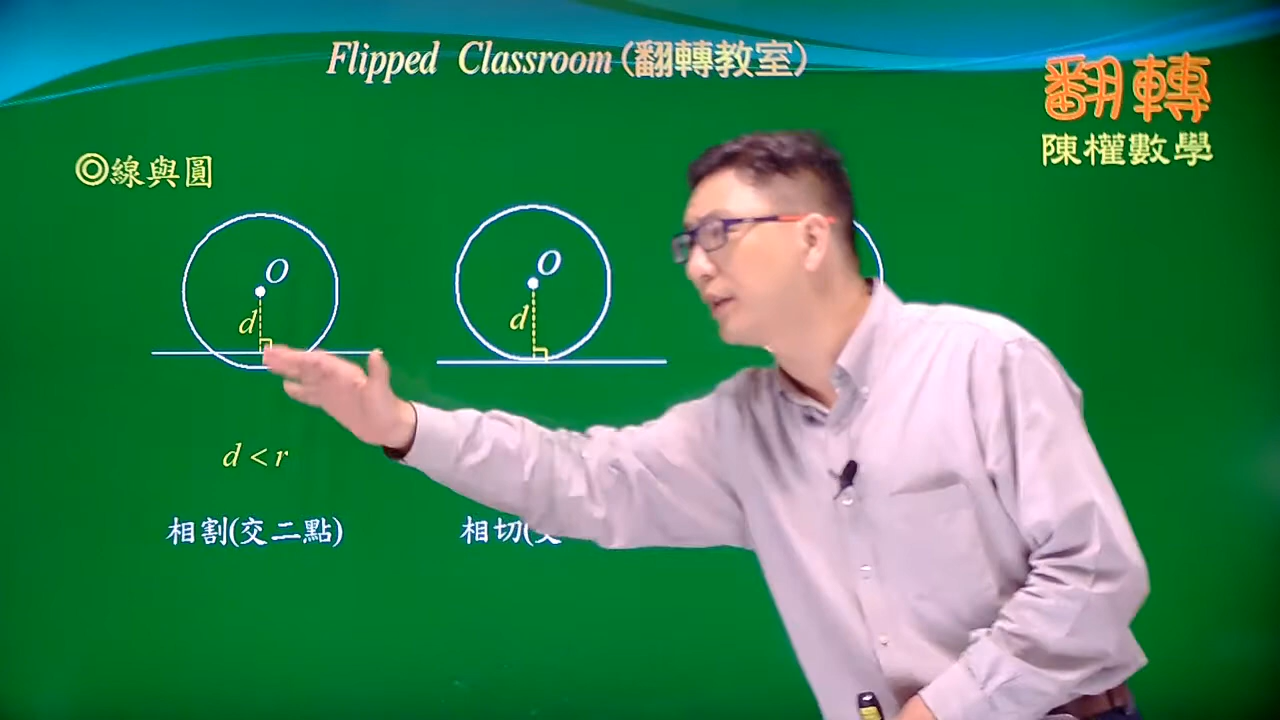 Flipped Classroom(翻轉教室)
翻轉
陳權數學
◎線與圓
O
d
O
d
d < r
相割(交二點)
相切(交